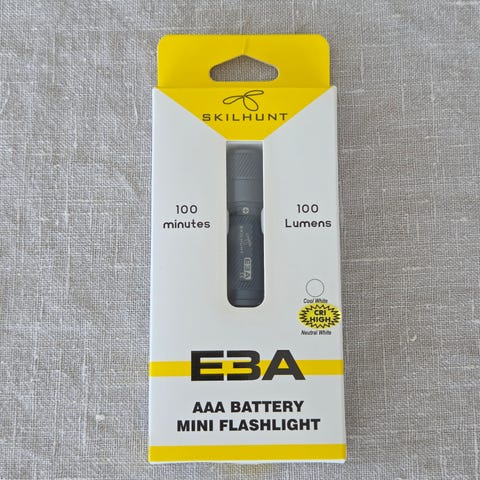 SKILHUNT
100
minutes
100
Lumens
SKILHUNT
E3A
Cool White
CRI
HIGH
Neutral White
E3A
AAA BATTERY
MINI FLASHLIGHT